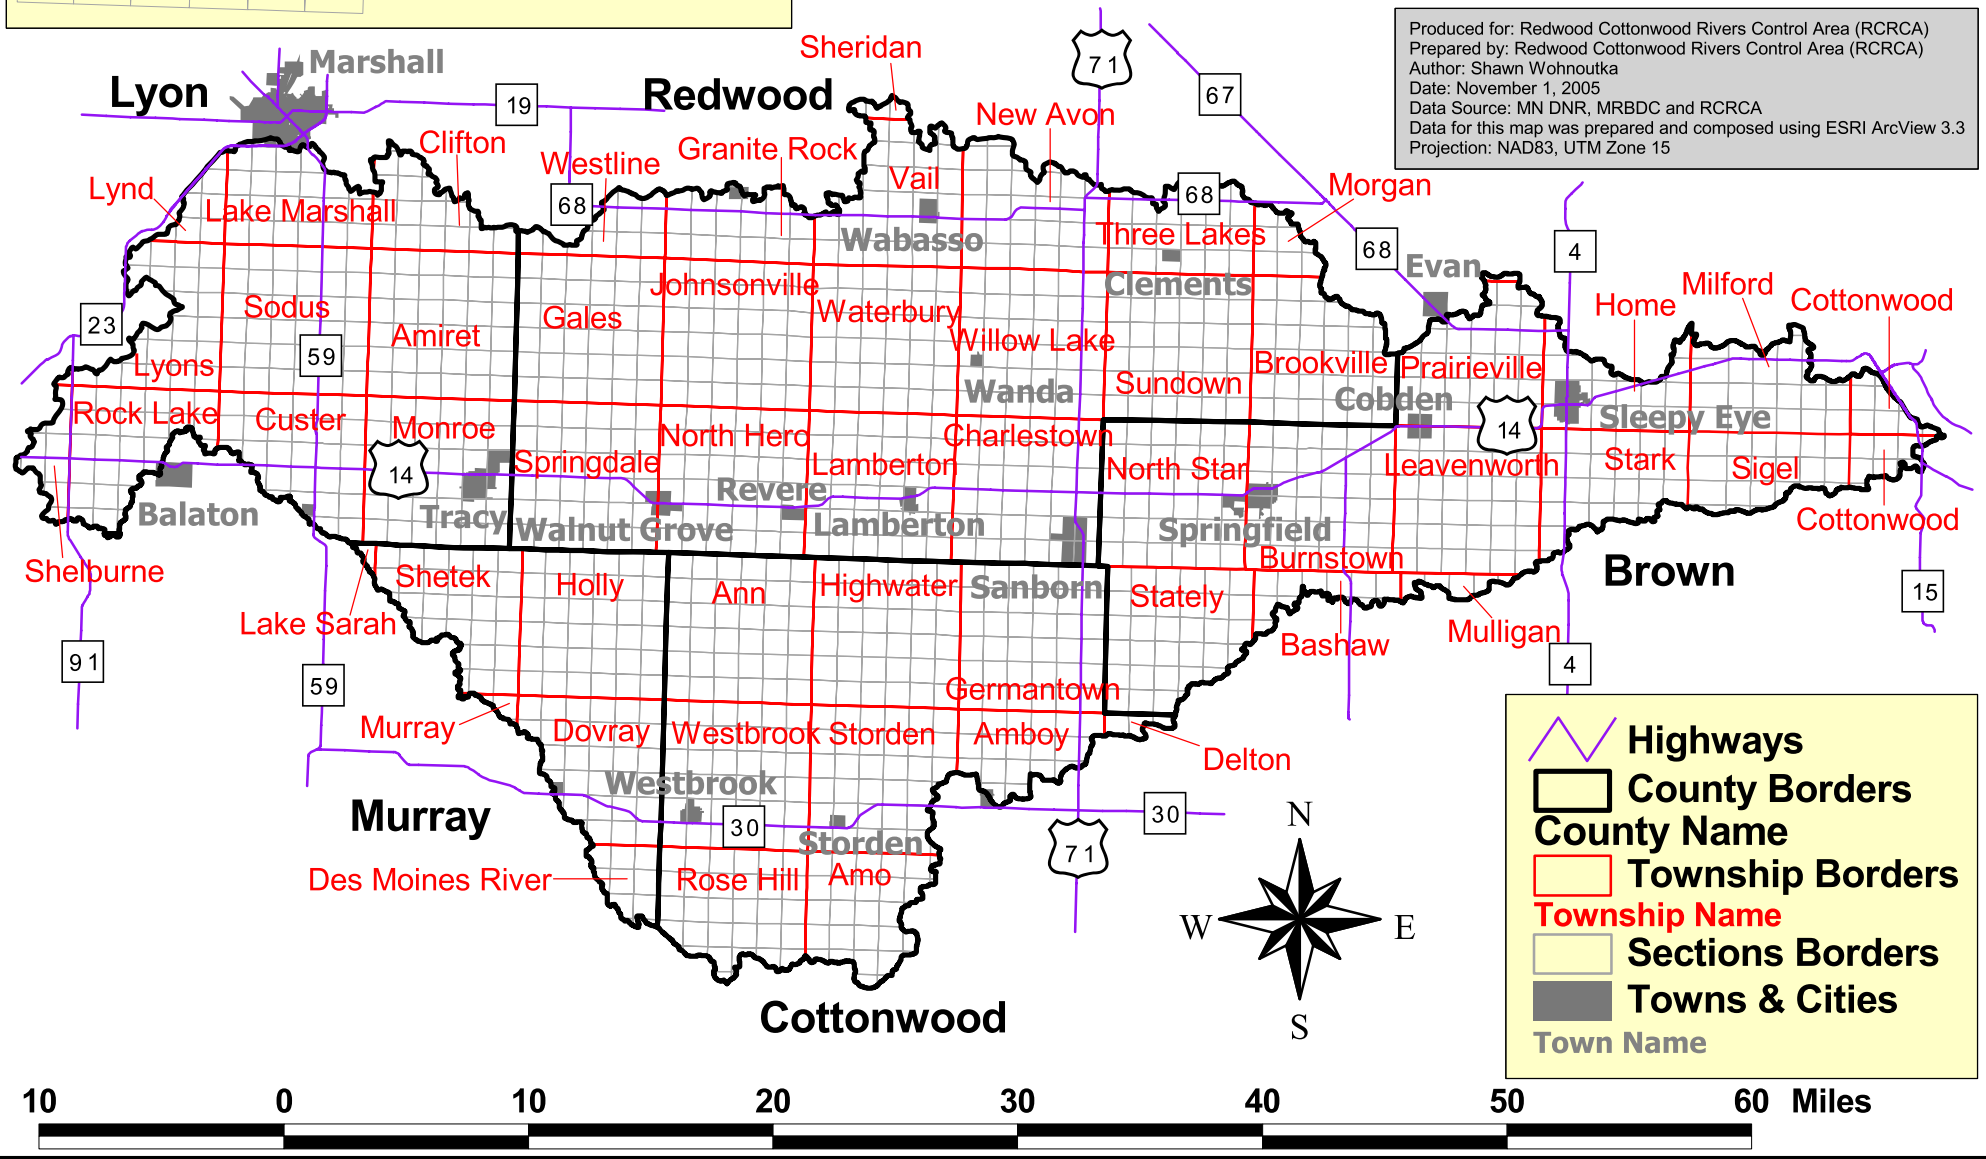 Produced for: Redwood Cottonwood Rivers Control Area (RCRCA)
Prepared by: Redwood Cottonwood Rivers Control Area (RCRCA)
Author: Shawn Wohnoutka
Date: November 1, 2005
Data Source: MN DNR, MRBDC and RCRCA
Data for this map was prepared and composed using ESRI ArcView 3.3
Projection: NAD83, UTM Zone 15
Sheridan
Marshall
71
Lyon
Redwood
67
19
New Avon
Clifton
Westline
Granite Rock
Vail
Lynd
Morgan
68
68
Lake Marshall
Three Lakes
Wabasso
68
4
Evan
Johnsonville
Clements
Milford
Cottonwood
Sodus
Home
Gales
Waterbury
23
Amiret
Willow Lake
59
Lyons
Brookville
Prairieville
Sundown
Wanda
Cobden
Rock Lake
Custer
Sleepy Eye
Monroe
North Hero
Charlestown
14
Springdale
Lamberton
North Star
Leavenworth
Stark
Sigel
14
Revere
Balaton
Tracy
Walnut Grove
Lamberton
Springfield
Cottonwood
Burnstown
Shelburne
Shetek
Holly
Ann
Highwater
Sanborn
Stately
Brown
15
Lake Sarah
Bashaw
Mulligan
91
4
59
Germantown
Murray
Dovray
Westbrook
Storden
Amboy
Delton
Westbrook
Murray
30
30
Storden
71
Des Moines River
Rose Hill
Amo
Cottonwood
N
W
E
S
Highways
County Borders
County Name
Township Borders
Township Name
Sections Borders
Towns & Cities
Town Name
10 0 10 20 30 40 50 60 Miles